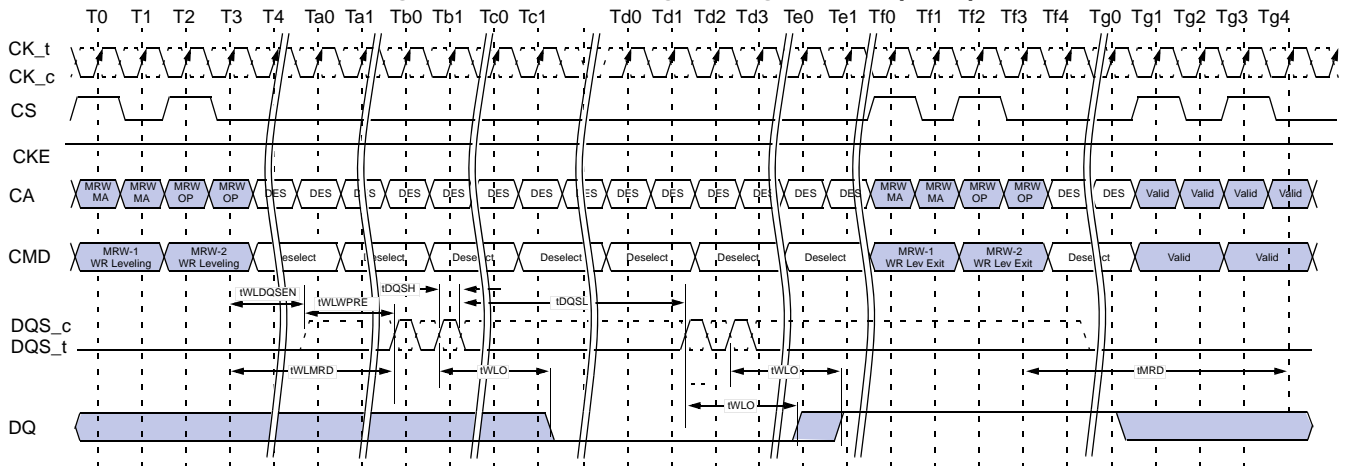 T0 T1 T2 T3 T4 Ta0 Ta1 Tb0 Tb1 Tc0 Tc1 Td0 Td1 Td2 Td3 Te0 Te1 Tf0 Tf1 Tf2 Tf3 Tf4 Tg0 Tg1 Tg2 Tg3 Tg4
CK_t
CK_c
CS
CKE
CA
MRW MRW MRW MRW DES DES DES DES DES DES DES DES DES DES DES DES DES DES MRW MRW MRW MRW DES DES Valid Valid Valid Valid
MA MA OP OP MA MA OP OP
CMD
MRW-1 MRW-2 Deselect Deselect Deselect Deselect Deselect Deselect Deselect MRW-1 MRW-2 Deselect Valid Valid
WR Leveling WR Leveling WR Lev Exit WR Lev Exit
tWLDQSEN tWLWPRE tDQSH tDQSL
DQS_c
DQS_t
tWLMRD tWLO tWLO tMRD
tWLO
DQ